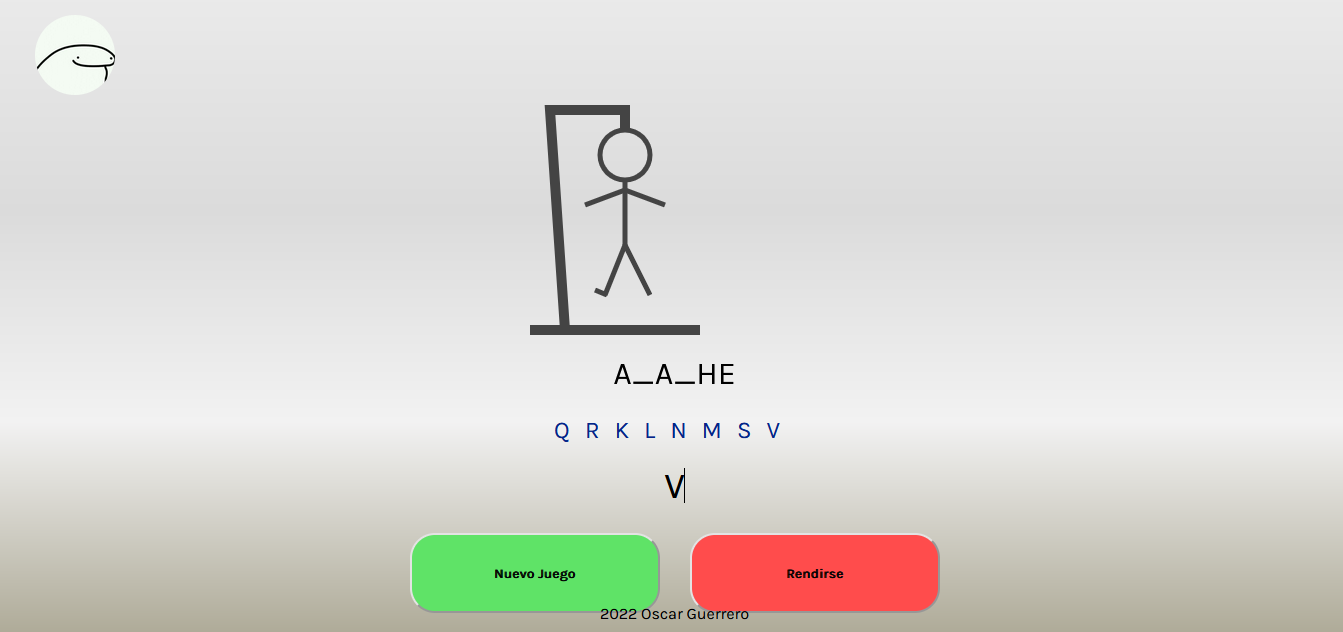 A_A_HE
Q R K L N M S V
V
Nuevo Juego Rendirse
2022 Oscar Guerrero